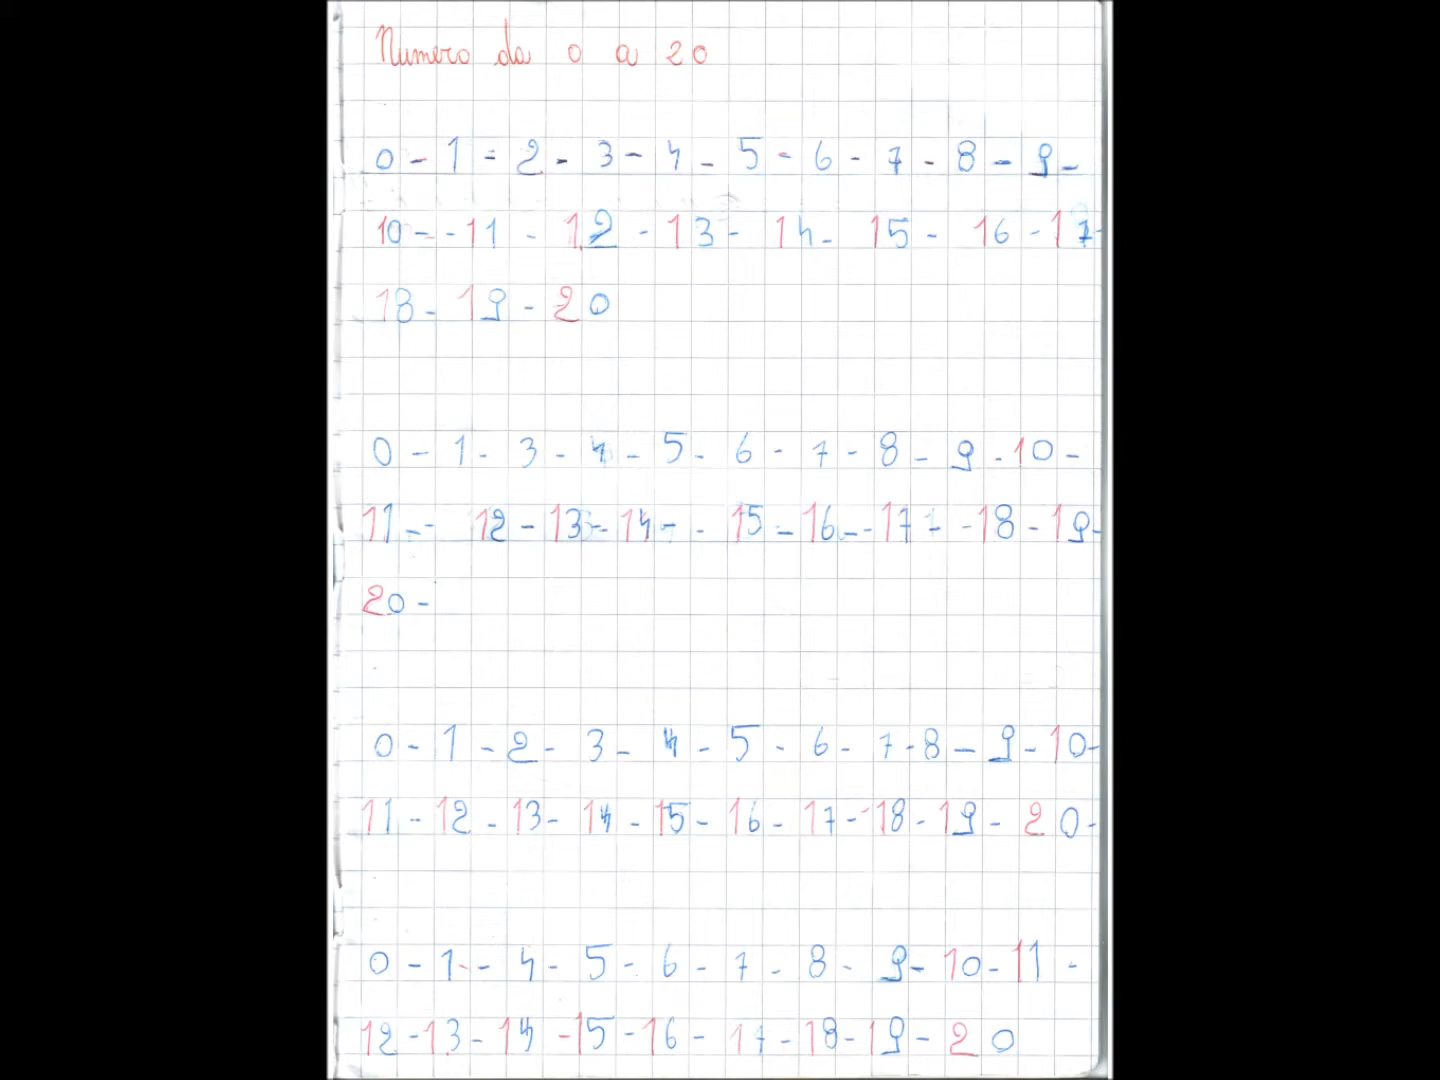 Numero da 0 a 20
0 - 1 - 2 - 3 - 4 - 5 - 6 - 7 - 8 - 9 -
10 - - 11 - 12 - 13 - 14 - 15 - 16 - 17 -
18 - 19 - 20
0 - 1 - 3 - 4 - 5 - 6 - 7 - 8 - 9 - 10 -
11 - - 12 - 13 - 14 - - 15 - 16 - - 17 - - 18 - 19 -
20 -
0 - 1 - 2 - 3 - 4 - 5 - 6 - 7 - 8 - 9 - 10 -
11 - 12 - 13 - 14 - 15 - 16 - 17 - 18 - 19 - 20 -
0 - 1 - - 4 - 5 - 6 - 7 - 8 - 9 - 10 - 11 -
12 - 13 - 14 - 15 - 16 - 17 - 18 - 19 - 20